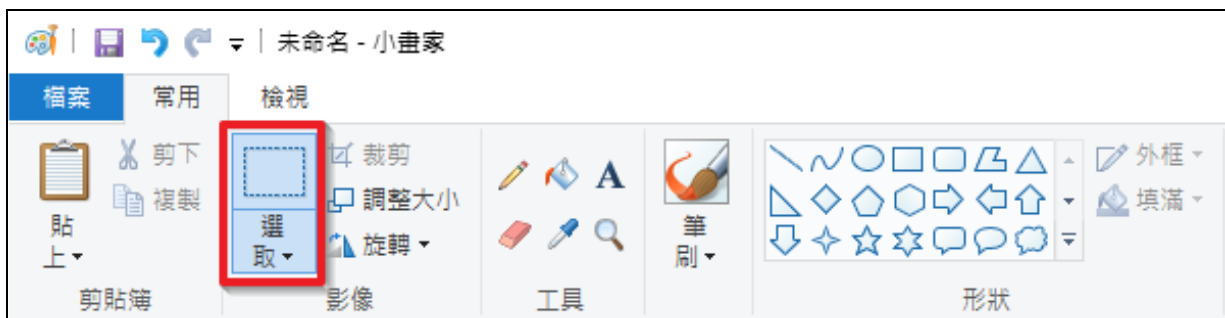 未命名 - 小畫家
檔案 常用 檢視
剪下
複製
貼
上
選
取
裁剪
調整大小
旋轉
A
筆
刷
外框
填滿
剪貼簿 影像 工具 形狀